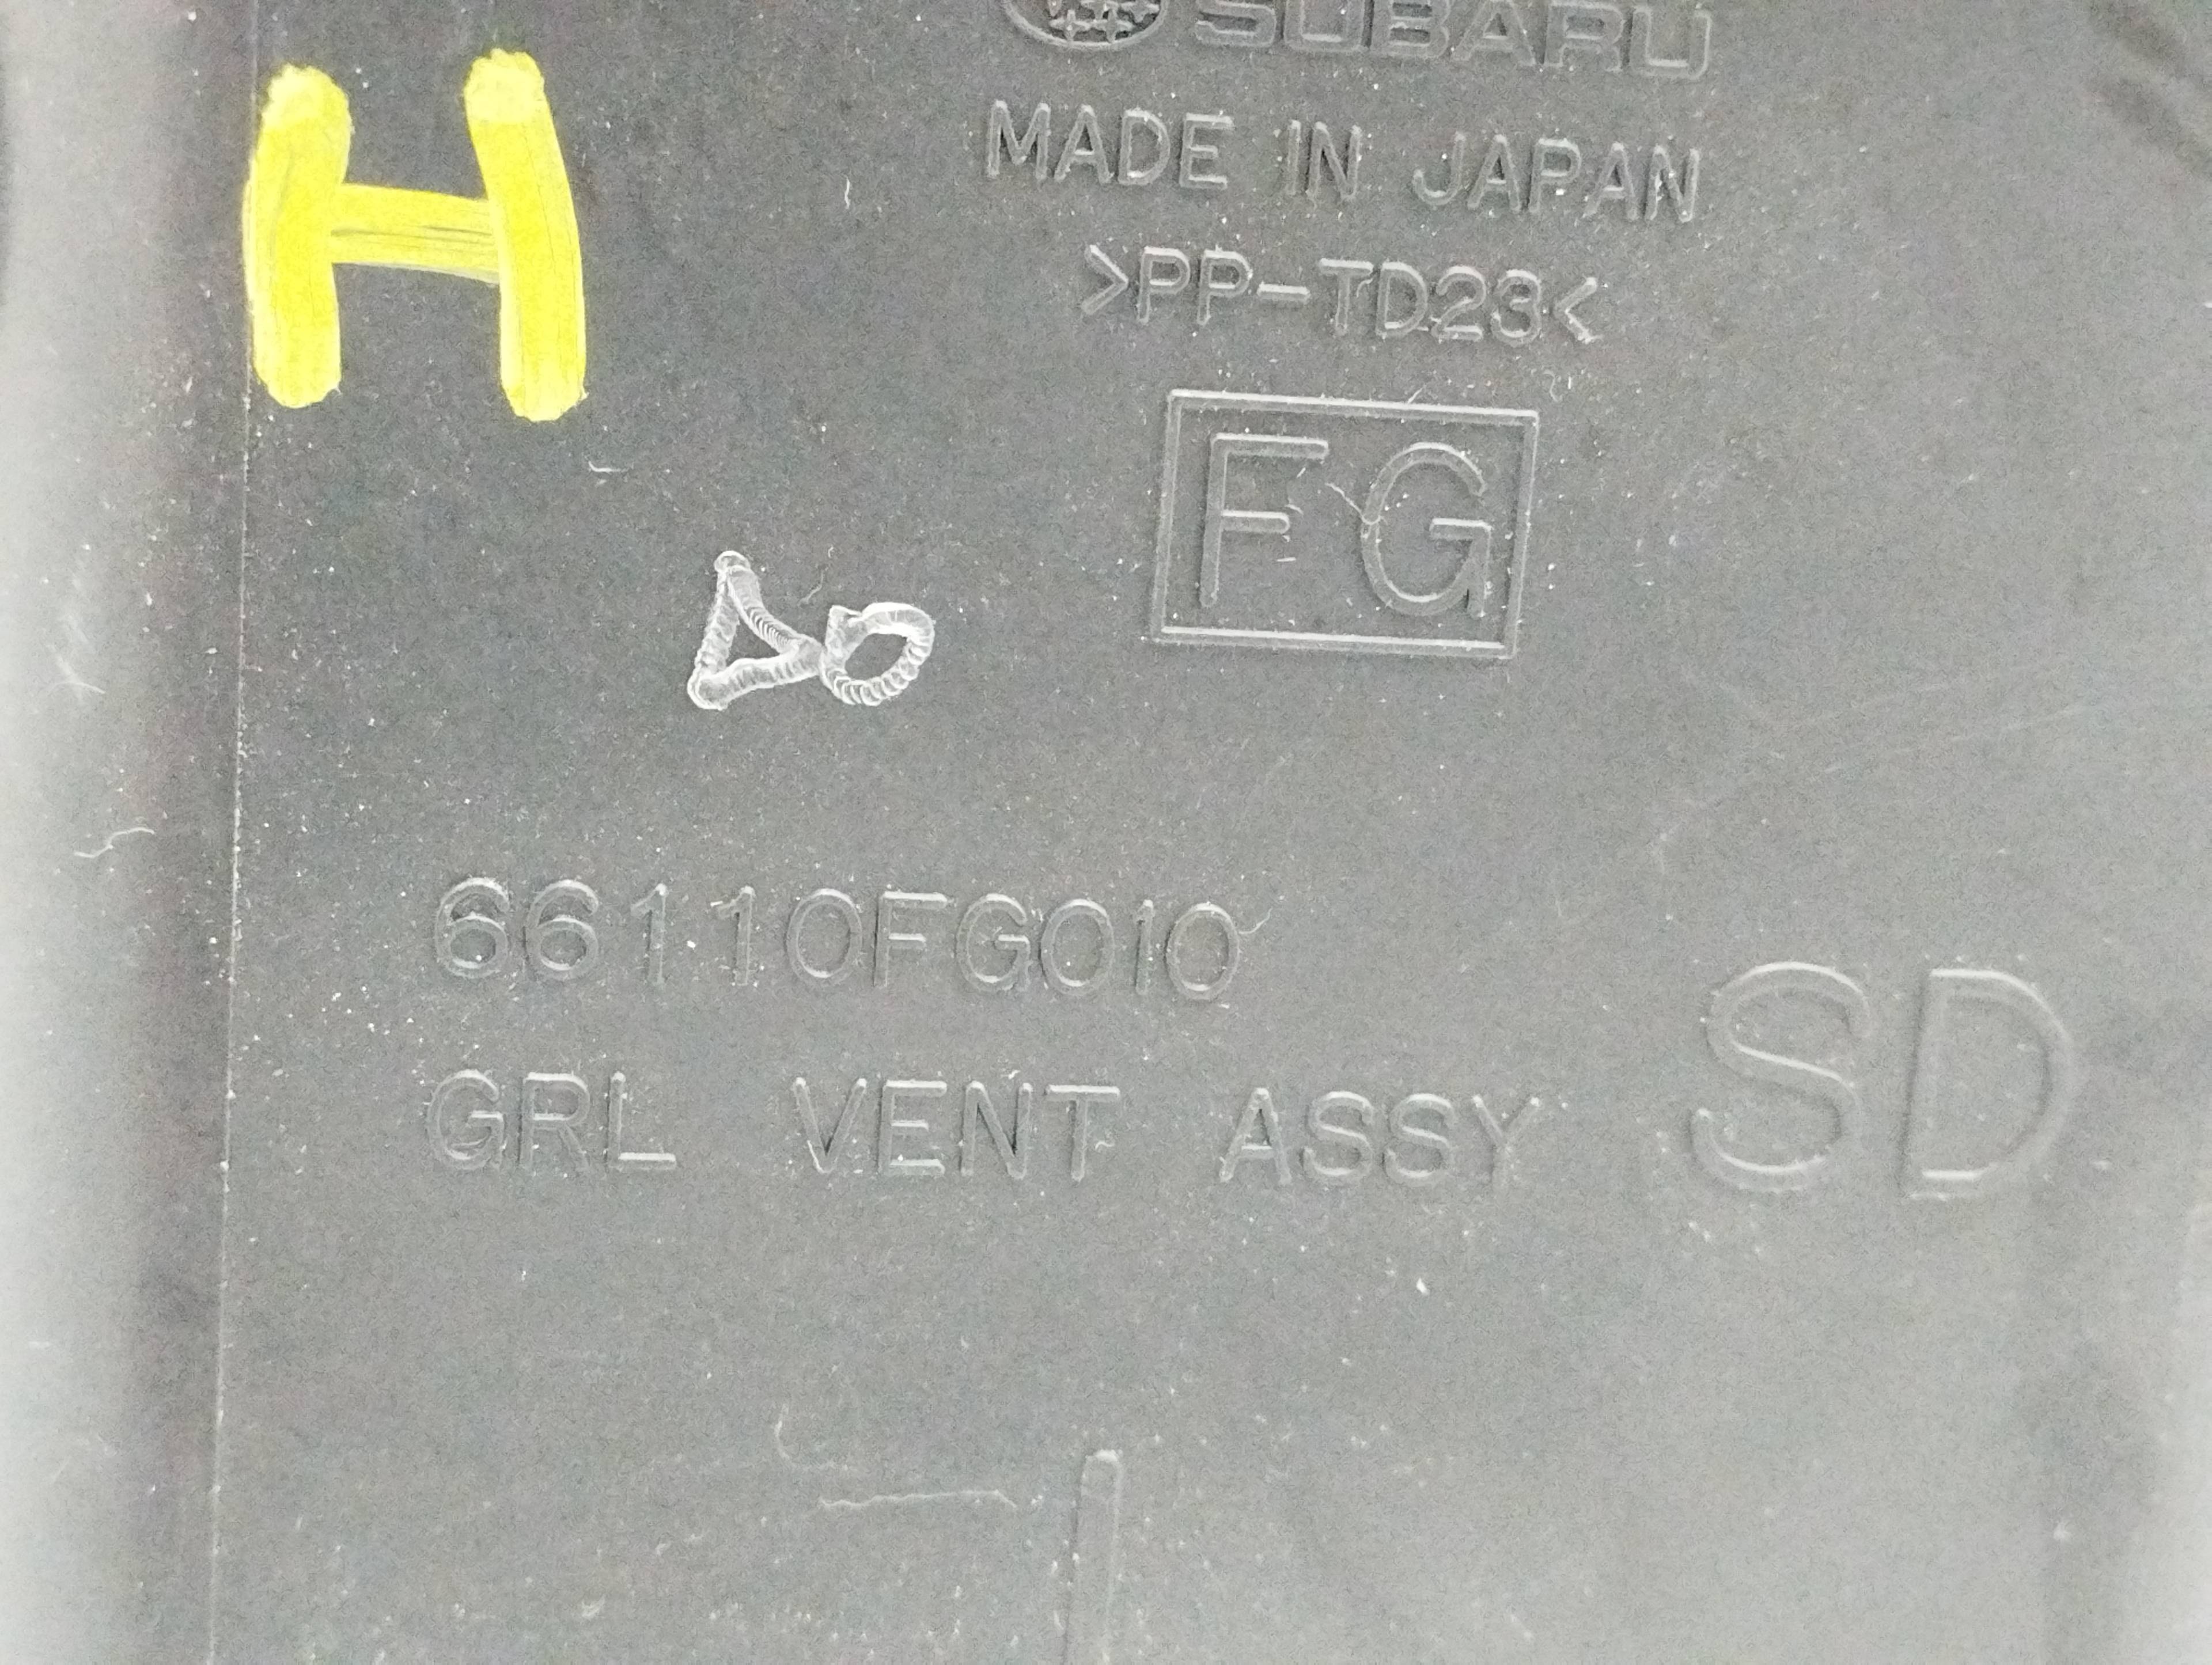 SUBARU
H
MADE IN JAPAN
>PP-TD23<
FG
66110FG010
GRL VENT ASSY
SD